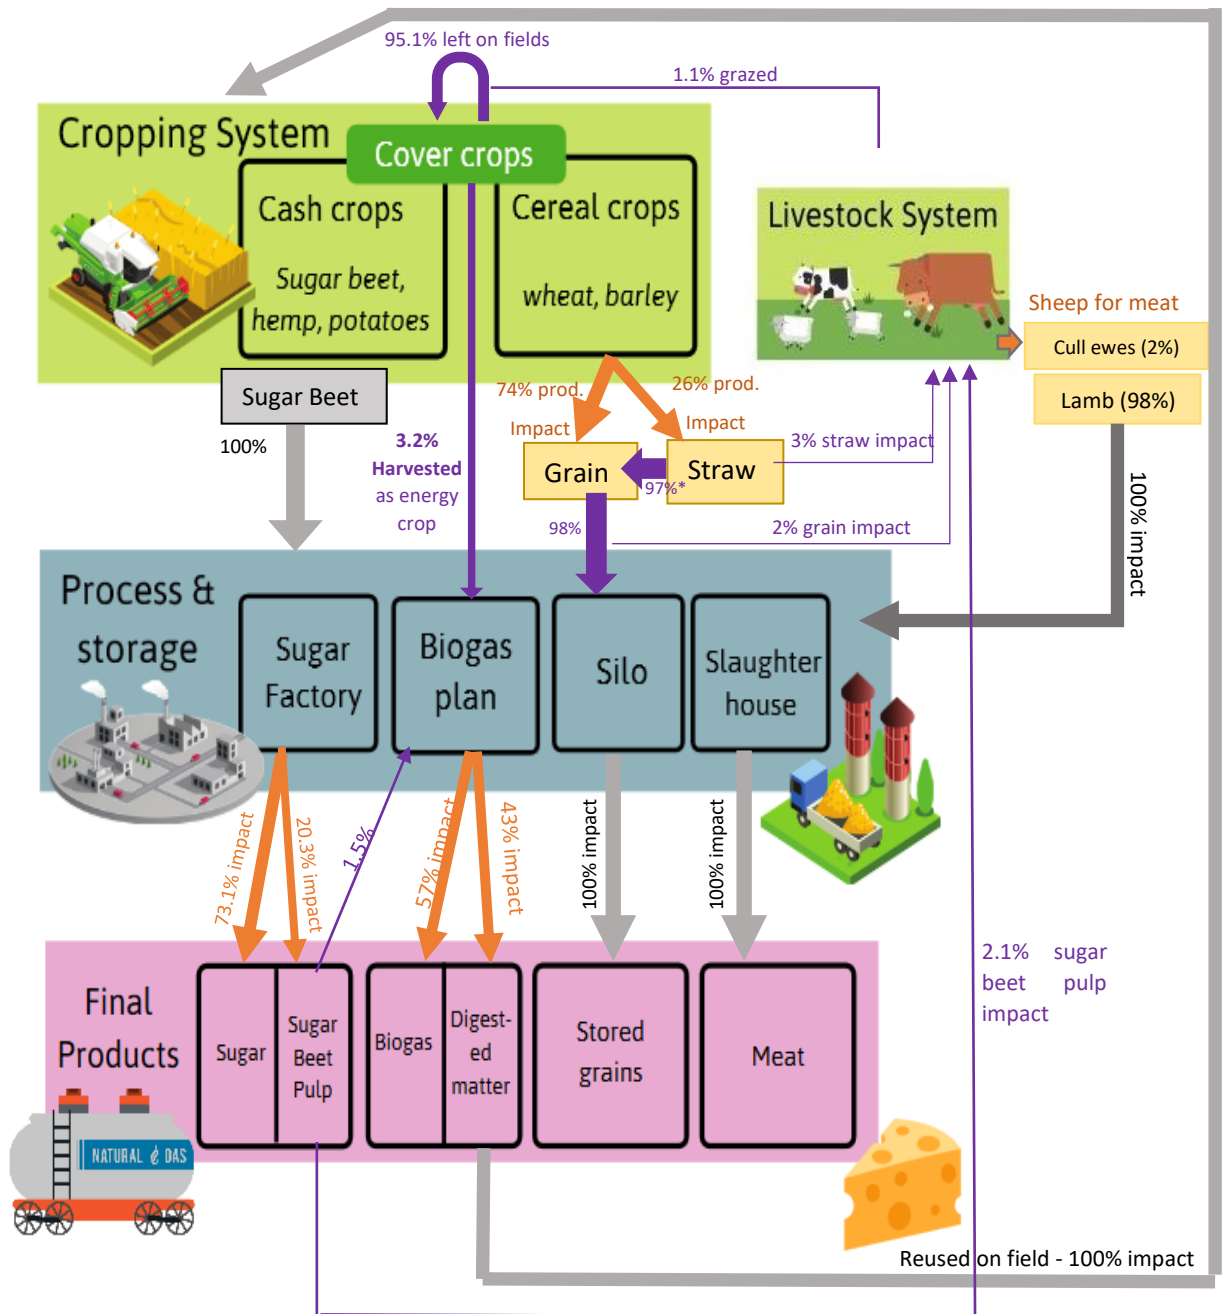 95.1% left on fields
1.1% grazed
Cropping System
Cover crops
Cash crops
Sugar beet,
hemp, potatoes
Cereal crops
wheat, barley
Livestock System
Sheep for meat
Cull ewes (2%)
Lamb (98%)
Sugar Beet
100%
3.2%
Harvested
as energy
crop
74% prod.
Impact
26% prod.
Impact
Grain
Straw
97%*
3% straw impact
98%
2% grain impact
100% impact
Process &
storage
Sugar
Factory
Biogas
plan
Silo
Slaughter
house
73.1% impact
20.3% impact
1.5%
57% impact
43% impact
100% impact
100% impact
2.1% sugar
beet pulp
impact
Final
Products
Sugar
Sugar
Beet
Pulp
Biogas
Digest-
ed
matter
Stored
grains
Meat
NATURAL & DAS
Reused on field - 100% impact